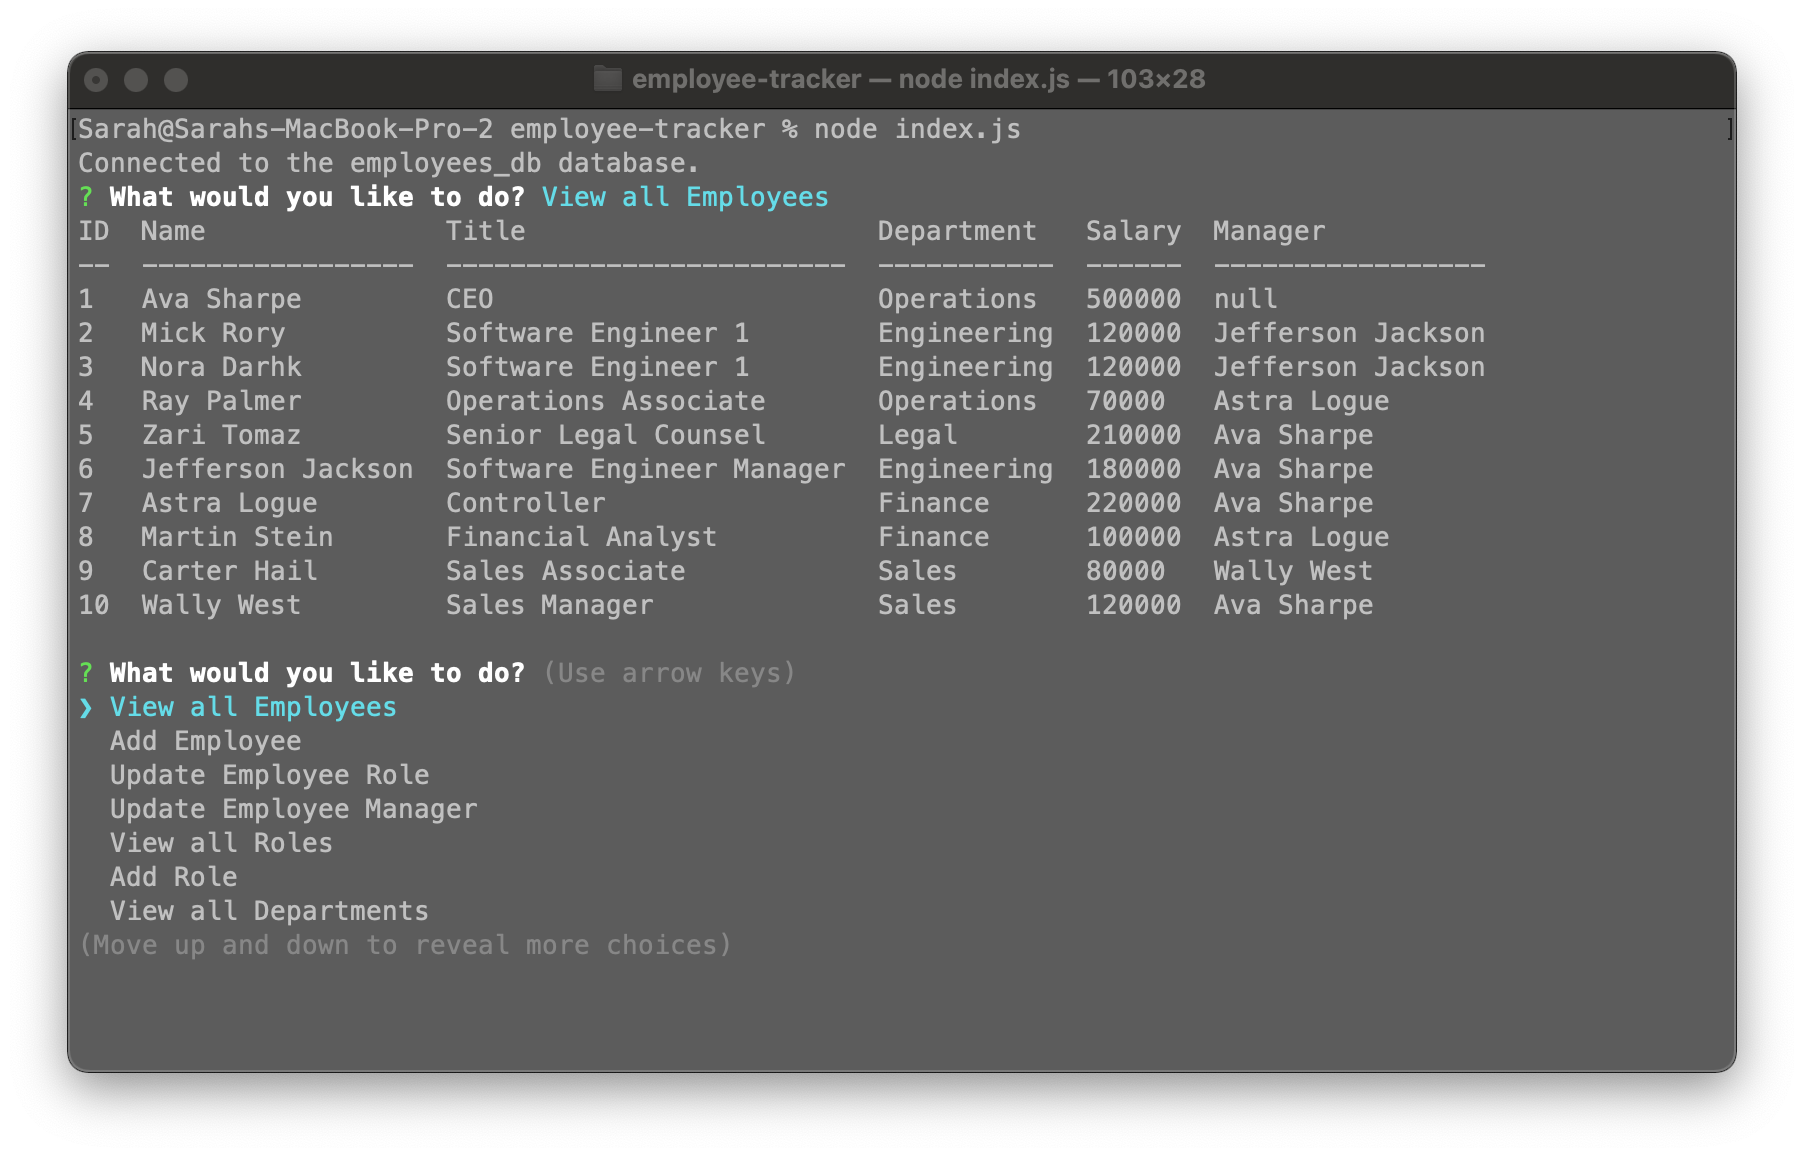 employee-tracker — node index.js — 103×28
[Sarah@Sarahs-MacBook-Pro-2 employee-tracker % node index.js ]
Connected to the employees_db database.
? What would you like to do? View all Employees
ID  Name               Title                      Department   Salary  Manager
--  -----------------  -------------------------  -----------  ------  -----------------
1   Ava Sharpe         CEO                        Operations   500000  null
2   Mick Rory          Software Engineer 1        Engineering  120000  Jefferson Jackson
3   Nora Darhk         Software Engineer 1        Engineering  120000  Jefferson Jackson
4   Ray Palmer         Operations Associate       Operations   70000   Astra Logue
5   Zari Tomaz         Senior Legal Counsel       Legal        210000  Ava Sharpe
6   Jefferson Jackson  Software Engineer Manager  Engineering  180000  Ava Sharpe
7   Astra Logue        Controller                 Finance      220000  Ava Sharpe
8   Martin Stein       Financial Analyst          Finance      100000  Astra Logue
9   Carter Hail        Sales Associate            Sales        80000   Wally West
10  Wally West         Sales Manager              Sales        120000  Ava Sharpe
? What would you like to do? (Use arrow keys)
❯ View all Employees
Add Employee
Update Employee Role
Update Employee Manager
View all Roles
Add Role
View all Departments
(Move up and down to reveal more choices)